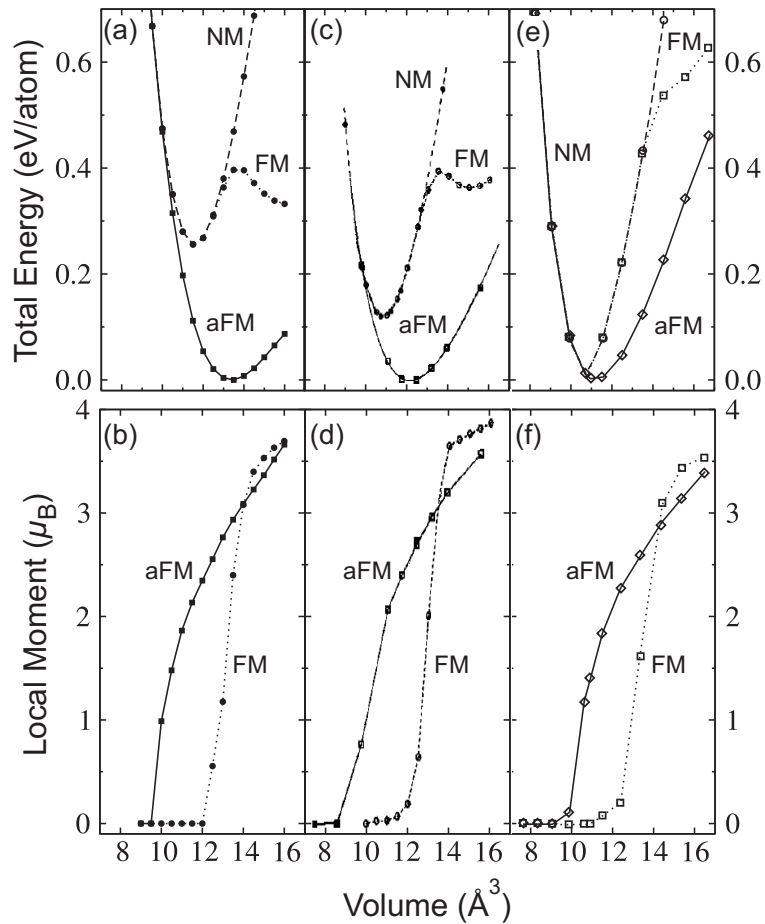 (a) NM FM aFM
(c) NM FM aFM
(e) NM FM aFM
Total Energy (eV/atom)
0.6
0.4
0.2
0.0
0.6
0.4
0.2
0.0
(b) aFM FM
(d) aFM FM
(f) aFM FM
Local Moment (μB)
4
3
2
1
0
4
3
2
1
0
8 10 12 14 16
8 10 12 14 16
8 10 12 14 16
Volume (Å3)